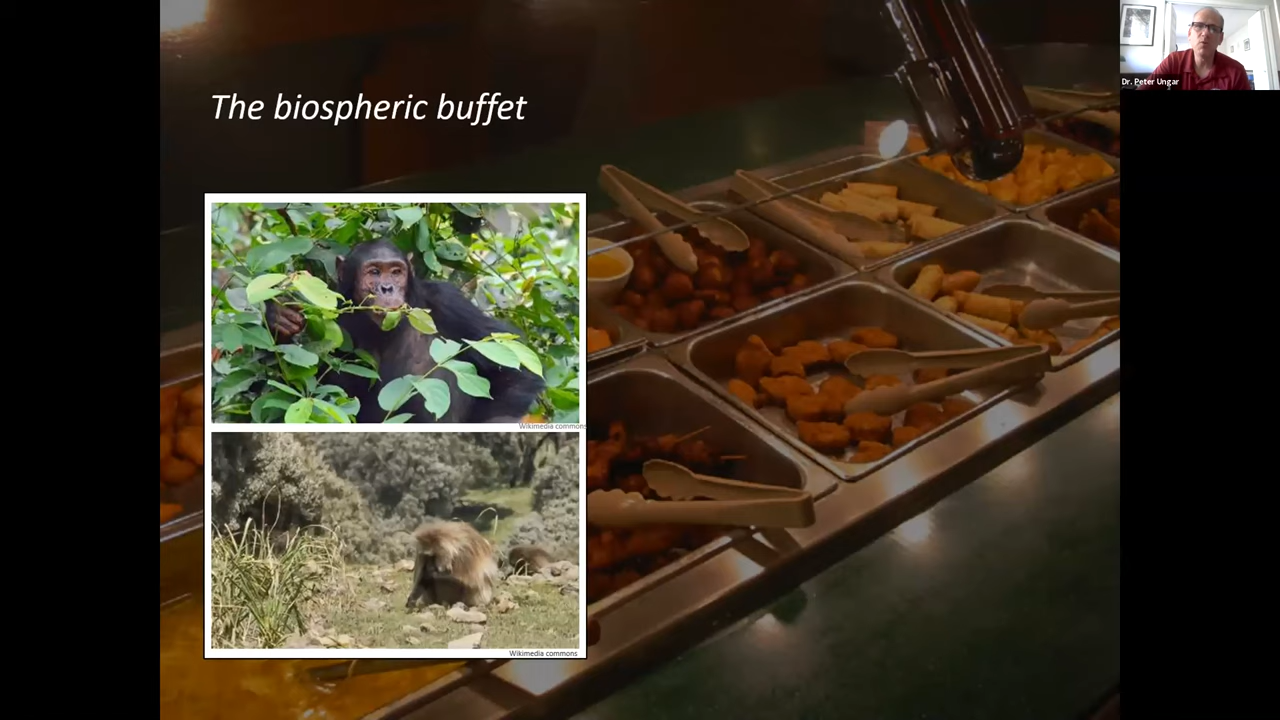 The biospheric buffet
Dr. Peter Ungar
Wikimedia commons
Wikimedia commons